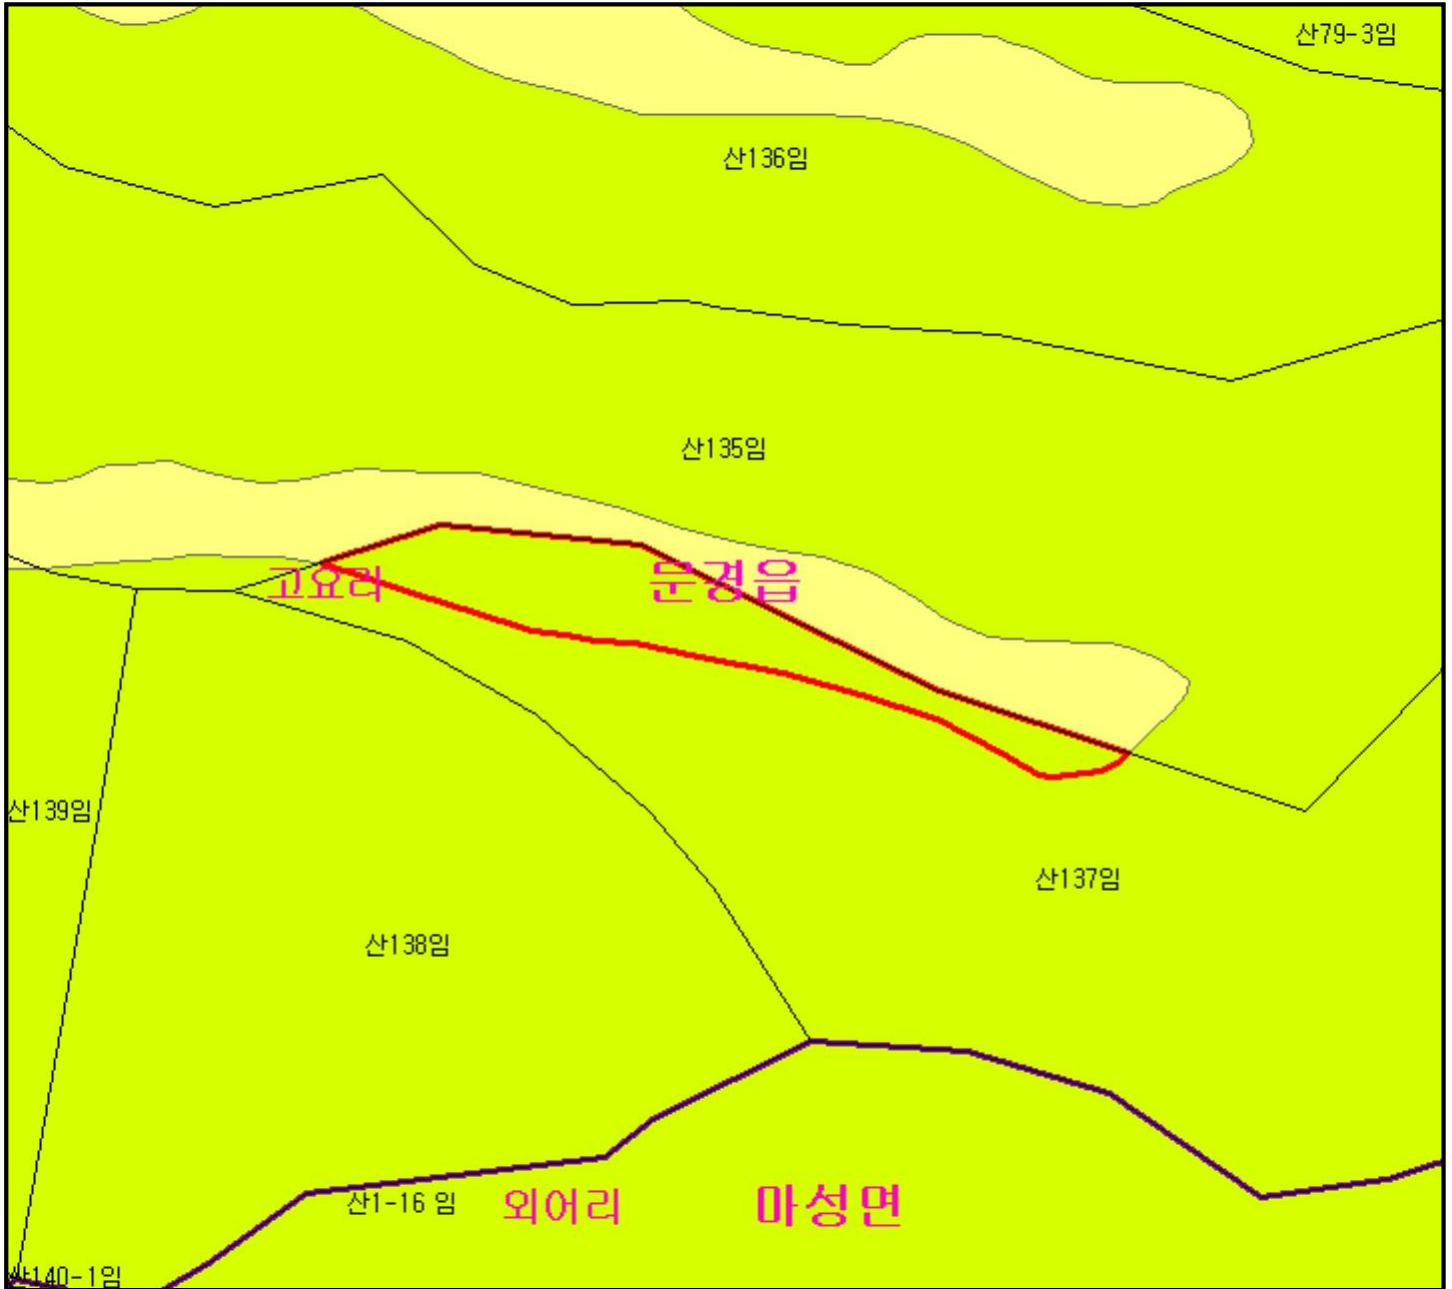 산79-3임
산136임
산135임
고요리
문경읍
산139임
산137임
산138임
산1-16 임
외어리
마성면
산140-1임